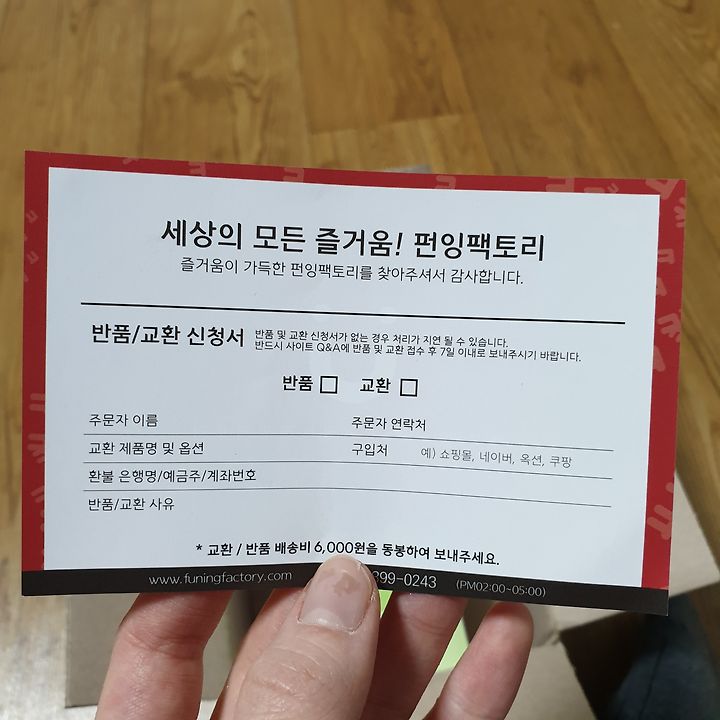 세상의 모든 즐거움! 펀잉팩토리
즐거움이 가득한 펀잉팩토리를 찾아주셔서 감사합니다.
반품/교환 신청서
반품 및 교환 신청서가 없는 경우 처리가 지연 될 수 있습니다.
반드시 사이트 Q&A에 반품 및 교환 접수 후 7일 이내로 보내주시기 바랍니다.
반품 □ 교환 □
주문자 이름 주문자 연락처
교환 제품명 및 옵션 구입처 예) 쇼핑몰, 네이버, 옥션, 쿠팡
환불 은행명/예금주/계좌번호
반품/교환 사유
* 교환 / 반품 배송비 6,000원을 동봉하여 보내주세요.
www.funingfactory.com 899-0243 (PM02:00~05:00)